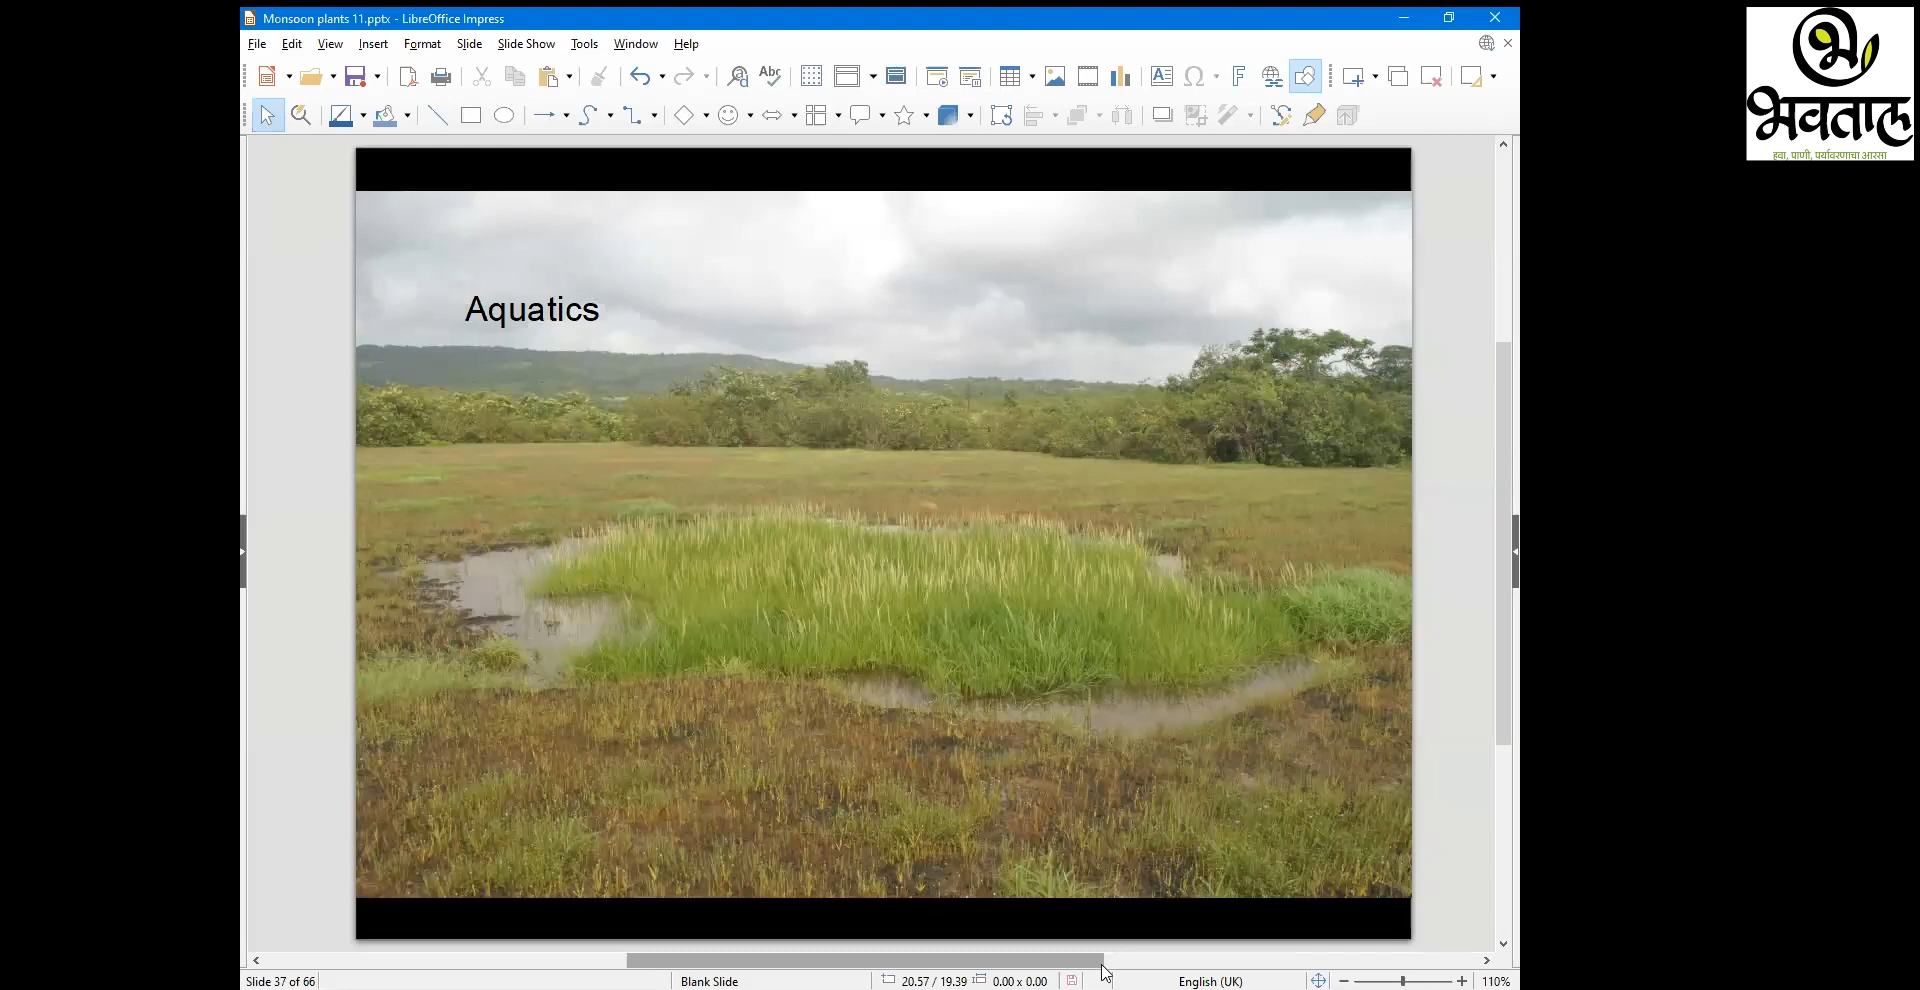 Monsoon plants 11.pptx - LibreOffice Impress
File Edit View Insert Format Slide Slide Show Tools Window Help
Abc
Aquatics
Slide 37 of 66 Blank Slide 20.57 / 19.39 0.00 x 0.00 English (UK) 110%
भवताल
हवा, पाणी, पर्यावरणाचा आरसा